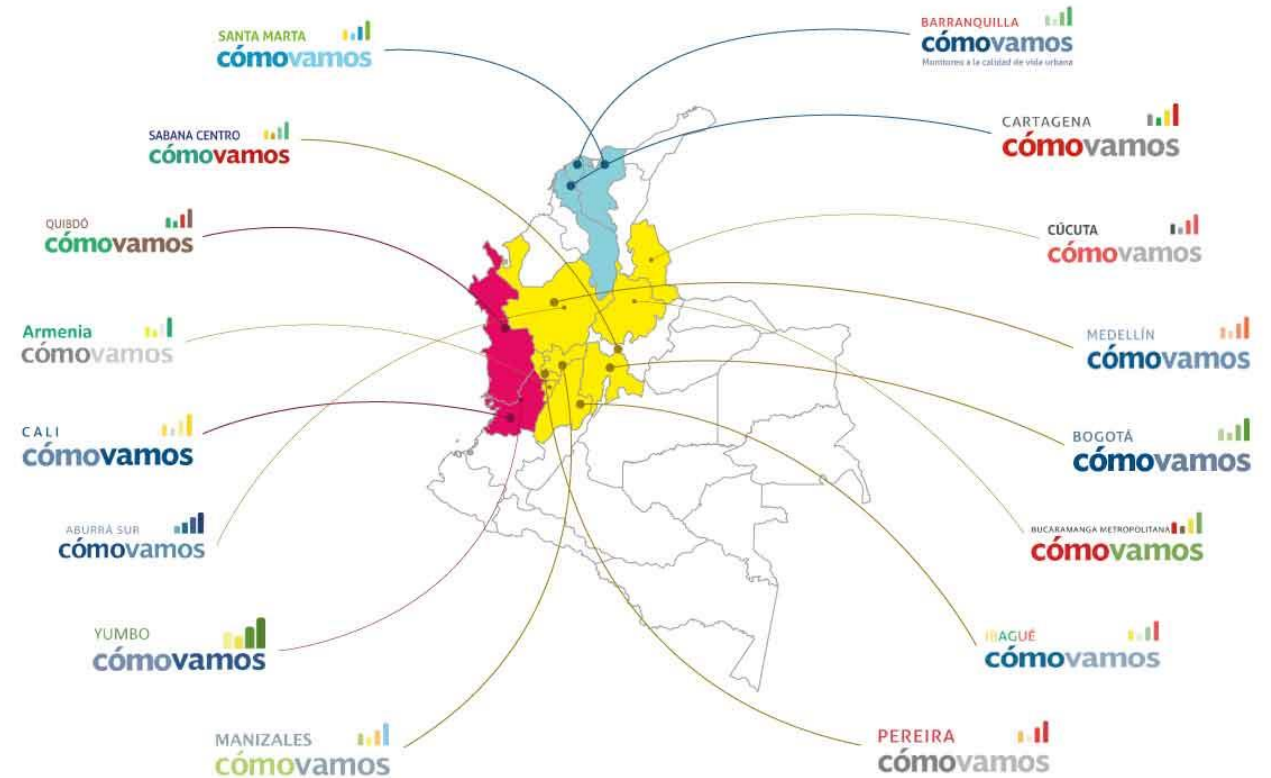 SANTA MARTA
cómovamos
BARRANQUILLA
cómovamos
Monitoreo a la calidad de vida urbana
SABANA CENTRO
cómovamos
CARTAGENA
cómovamos
QUIBDÓ
cómovamos
CÚCUTA
cómovamos
Armenia
cómovamos
MEDELLÍN
cómovamos
CALI
cómovamos
BOGOTÁ
cómovamos
ABURRÁ SUR
cómovamos
BUCARAMANGA METROPOLITANA
cómovamos
YUMBO
cómovamos
IBAGUÉ
cómovamos
MANIZALES
cómovamos
PEREIRA
cómovamos